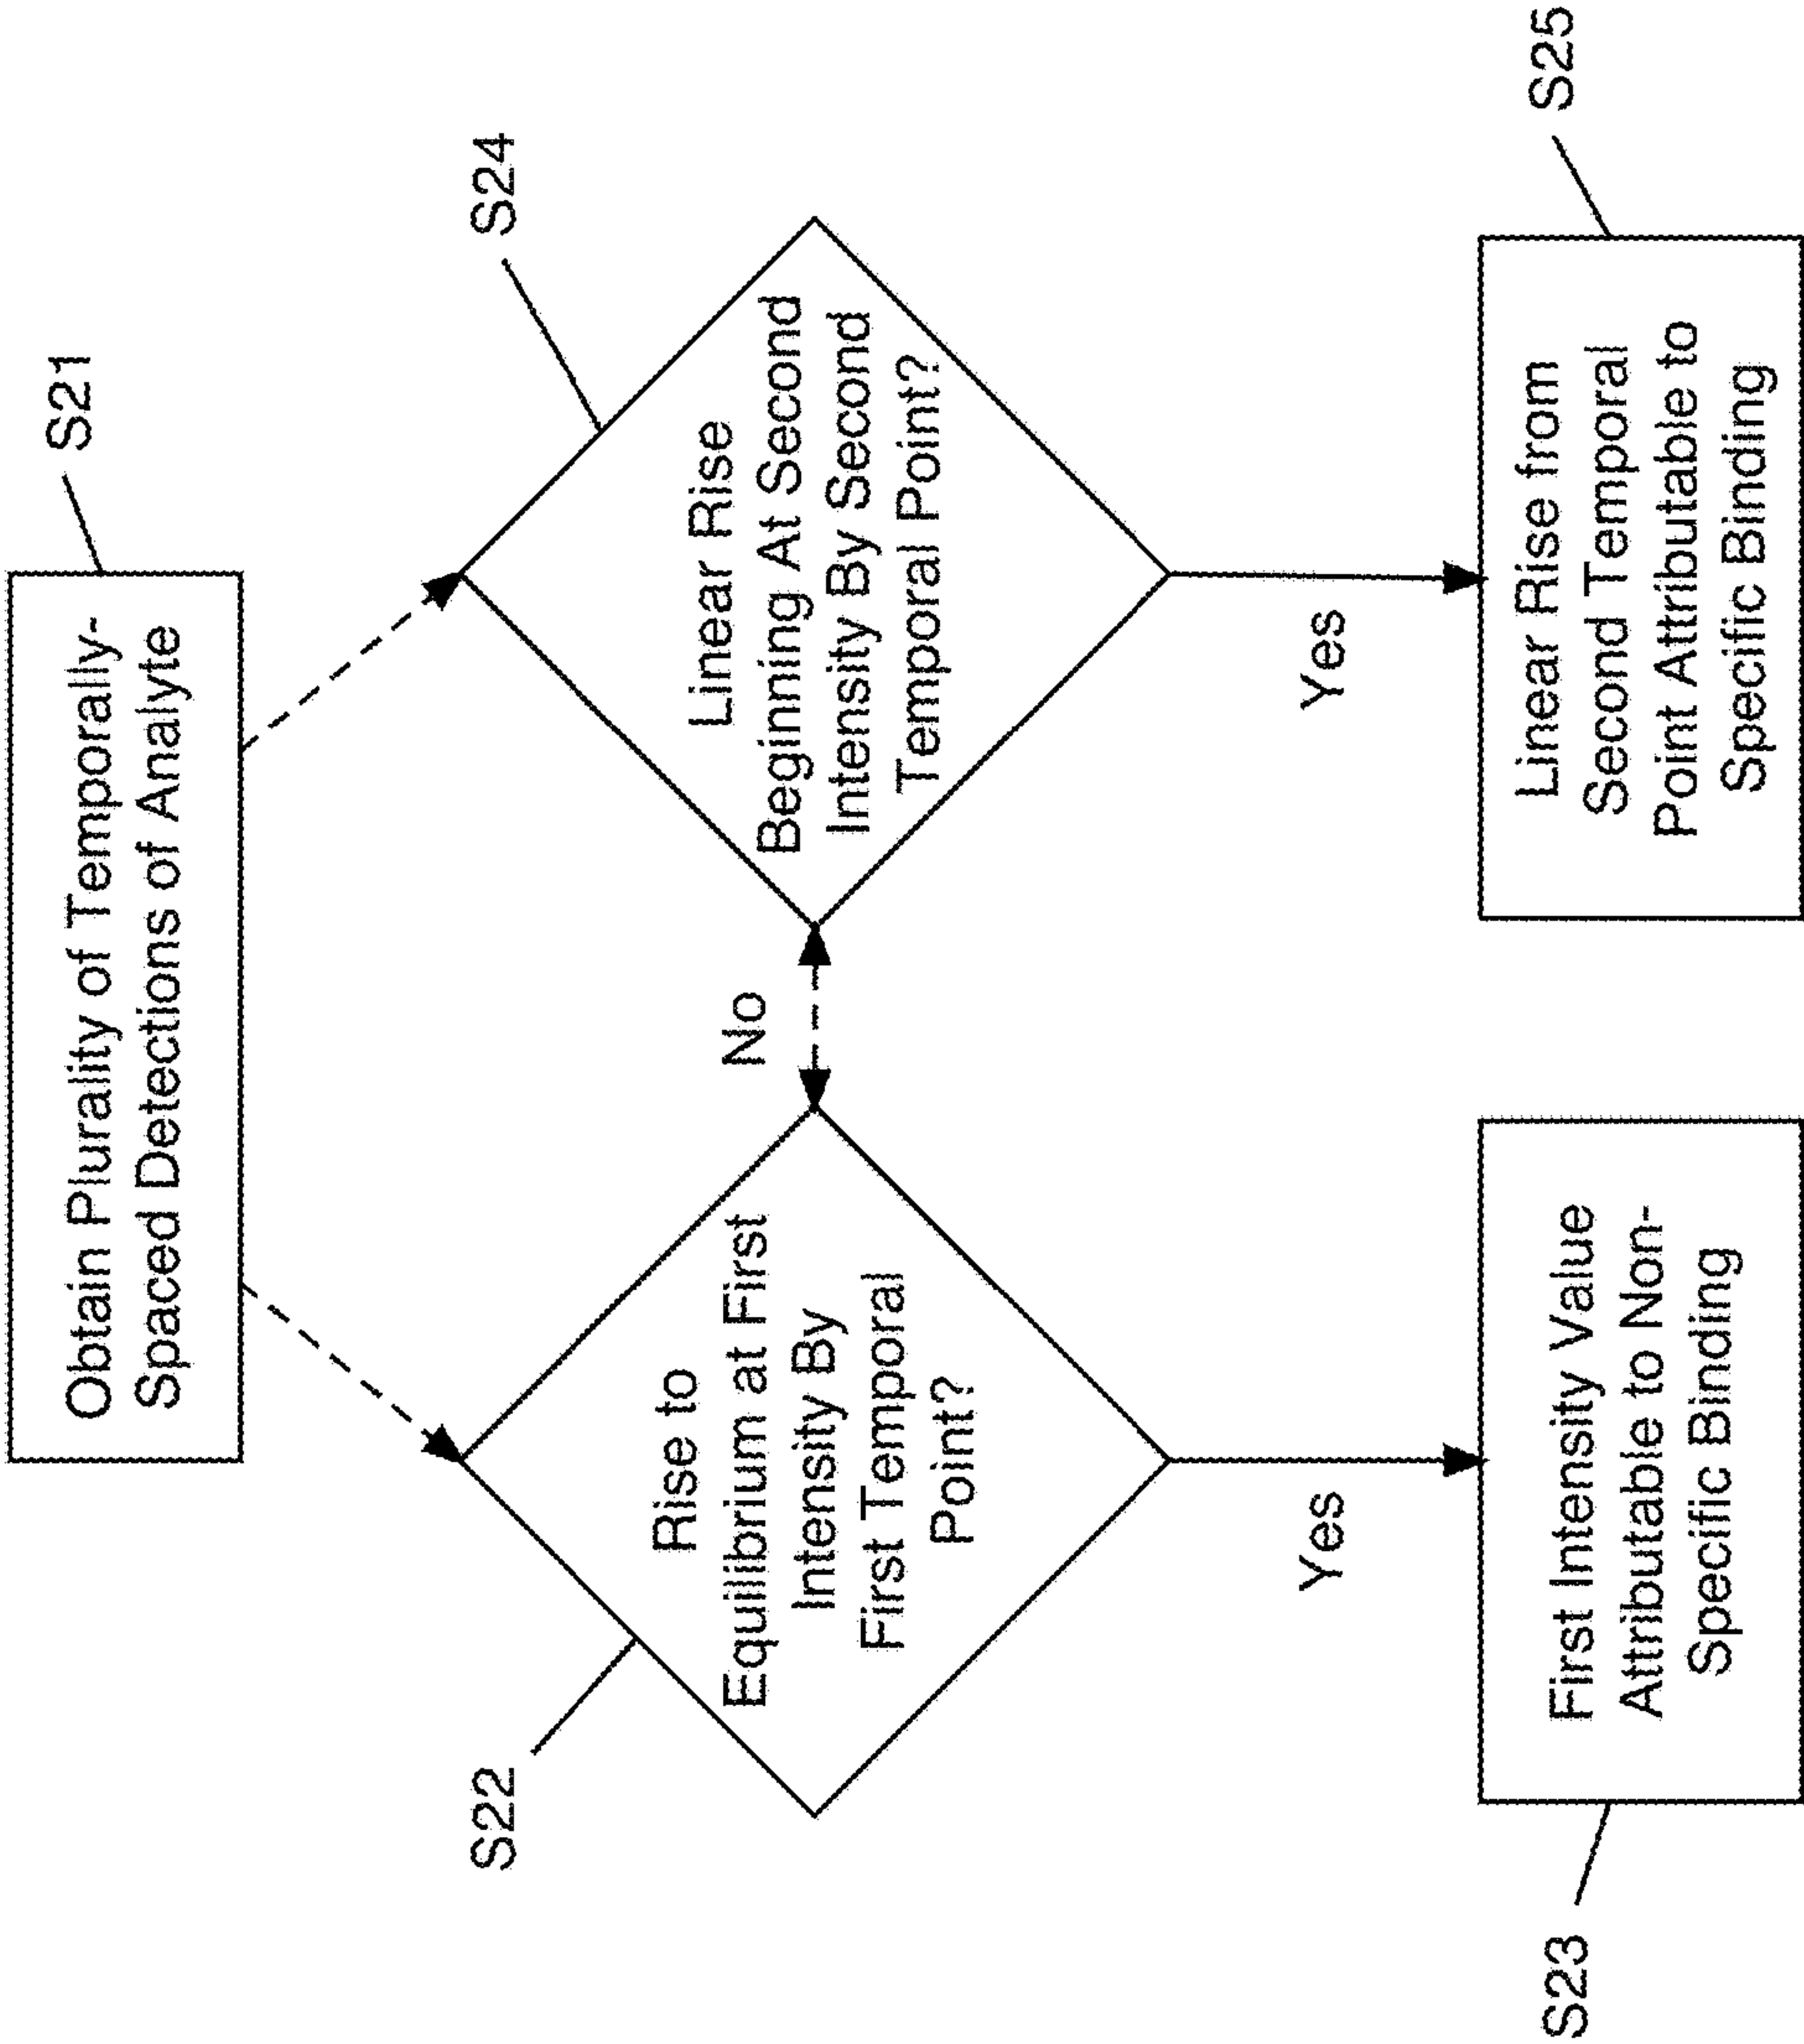 S21
Obtain Plurality of Temporally-
Spaced Detections of Analyte
S22
Rise to
Equilibrium at First
Intensity By
First Temporal
Point?
No
S24
Linear Rise
Beginning At Second
Intensity By Second
Temporal Point?
Yes
Yes
S23
First Intensity Value
Attributable to Non-
Specific Binding
S25
Linear Rise from
Second Temporal
Point Attributable to
Specific Binding